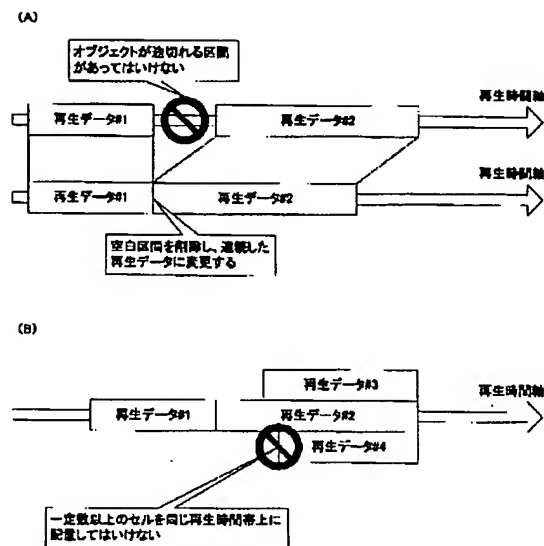 (A)
オブジェクトが途切れる区間
があってはいけない
再生時間軸
再生データ#1
再生データ#2
再生時間軸
再生データ#1
再生データ#2
空白区間を削除し、連続した
再生データに変更する
(B)
再生データ#3
再生時間軸
再生データ#1
再生データ#2
再生データ#4
一定数以上のセルを同じ再生時間帯上に
配置してはいけない